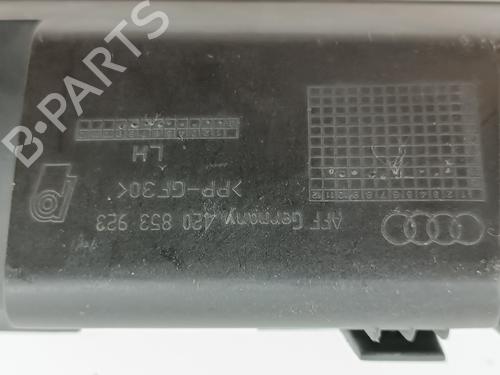 B-PARTS
LH
>PP-GF30<
AFF Germany 420 853 923